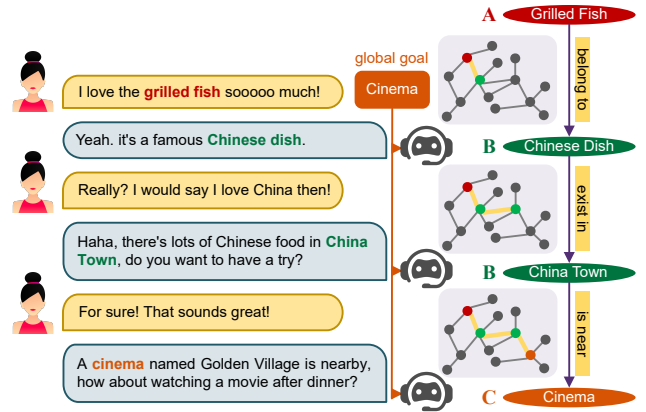 A Grilled Fish
global goal
Cinema
belong to
I love the grilled fish sooooo much!
Yeah. it's a famous Chinese dish.
B Chinese Dish
Really? I would say I love China then!
exist in
Haha, there's lots of Chinese food in China
Town, do you want to have a try?
B China Town
For sure! That sounds great!
is near
A cinema named Golden Village is nearby,
how about watching a movie after dinner?
C Cinema